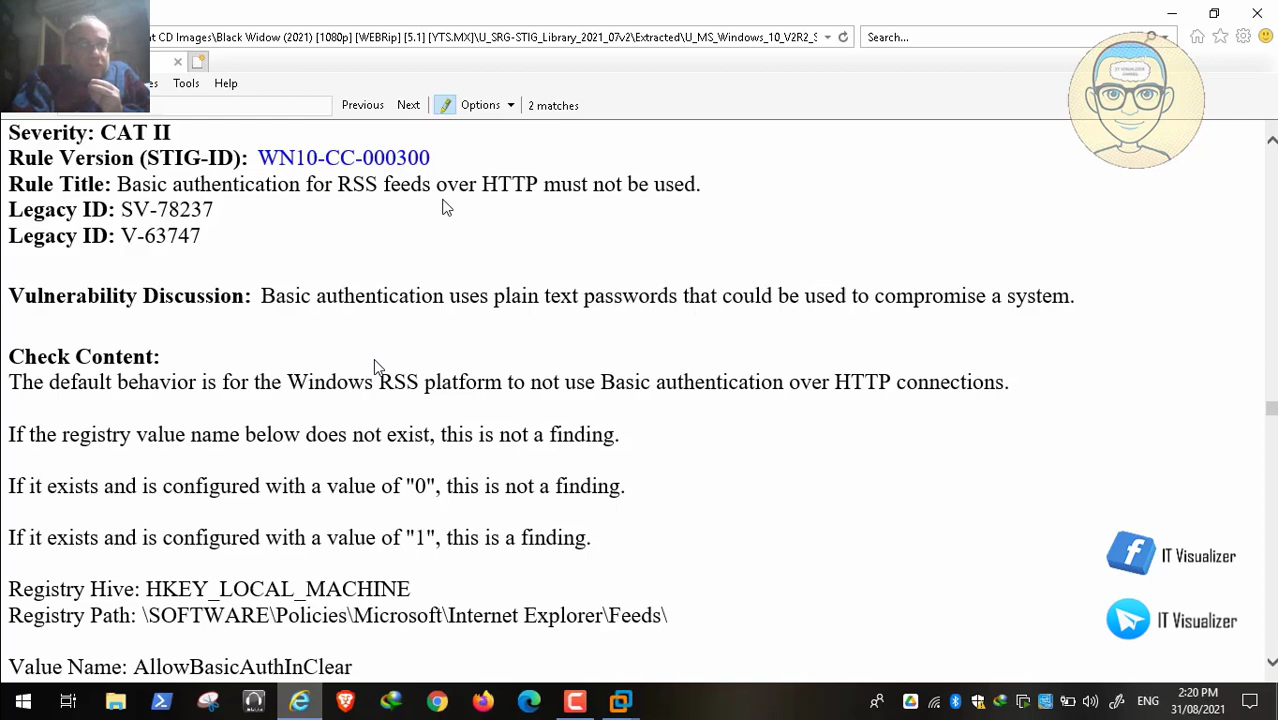 nt CD Images\Black Widow (2021) [1080p] [WEBRip] [5.1] [YTS.MX]\U_SRG-STIG_Library_2021_07v2\Extracted\U_MS_Windows_10_V2R2_S
Search...
es Tools Help
Previous Next Options 2 matches
IT VISUALIZER
CHANNEL
Severity: CAT II
Rule Version (STIG-ID): WN10-CC-000300
Rule Title: Basic authentication for RSS feeds over HTTP must not be used.
Legacy ID: SV-78237
Legacy ID: V-63747
Vulnerability Discussion: Basic authentication uses plain text passwords that could be used to compromise a system.
Check Content:
The default behavior is for the Windows RSS platform to not use Basic authentication over HTTP connections.
If the registry value name below does not exist, this is not a finding.
If it exists and is configured with a value of "0", this is not a finding.
If it exists and is configured with a value of "1", this is a finding.
IT Visualizer
Registry Hive: HKEY_LOCAL_MACHINE
Registry Path: \SOFTWARE\Policies\Microsoft\Internet Explorer\Feeds\
IT Visualizer
Value Name: AllowBasicAuthInClear
ENG
2:20 PM
31/08/2021